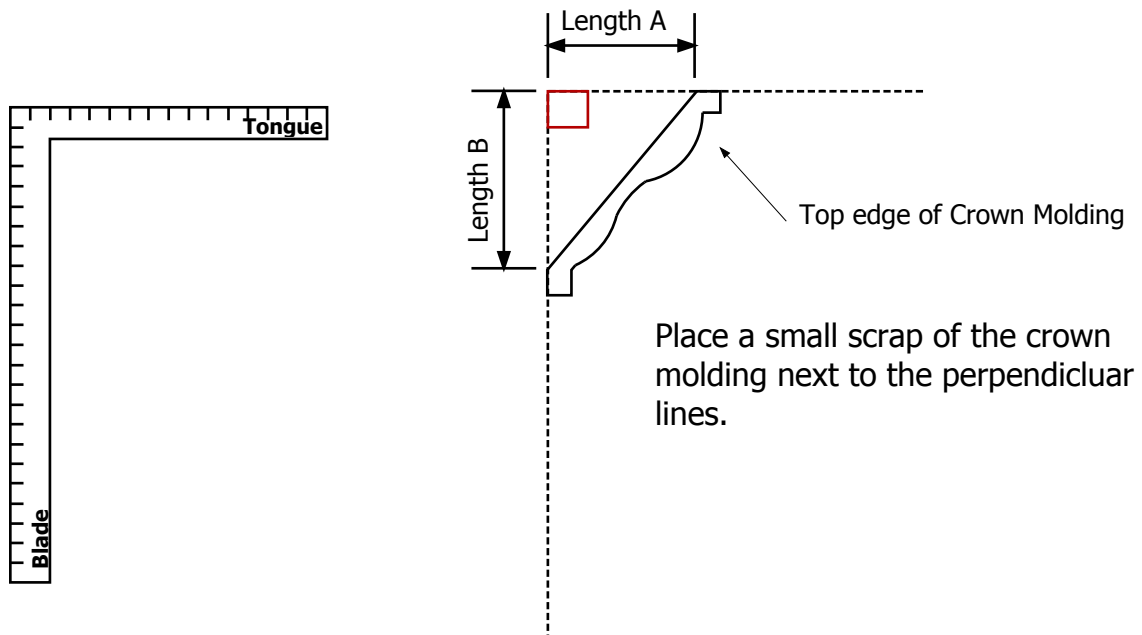 Length A
Tongue
Length B
Top edge of Crown Molding
Place a small scrap of the crown
molding next to the perpendicluar
lines.
Blade